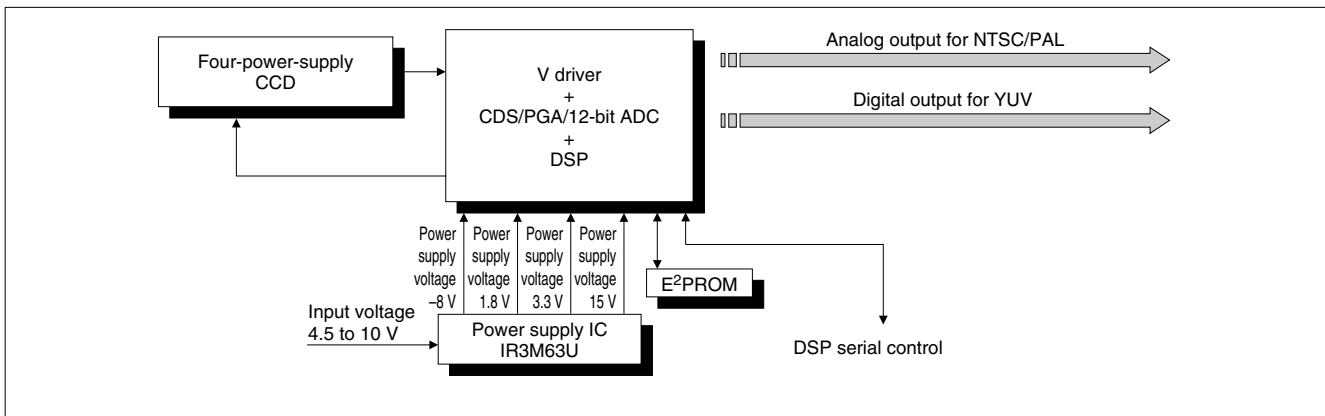 Four-power-supply
CCD
V driver
+
CDS/PGA/12-bit ADC
+
DSP
Analog output for NTSC/PAL
Digital output for YUV
Power
supply
voltage
–8 V
Power
supply
voltage
1.8 V
Power
supply
voltage
3.3 V
Power
supply
voltage
15 V
E²PROM
Input voltage
4.5 to 10 V
Power supply IC
IR3M63U
DSP serial control